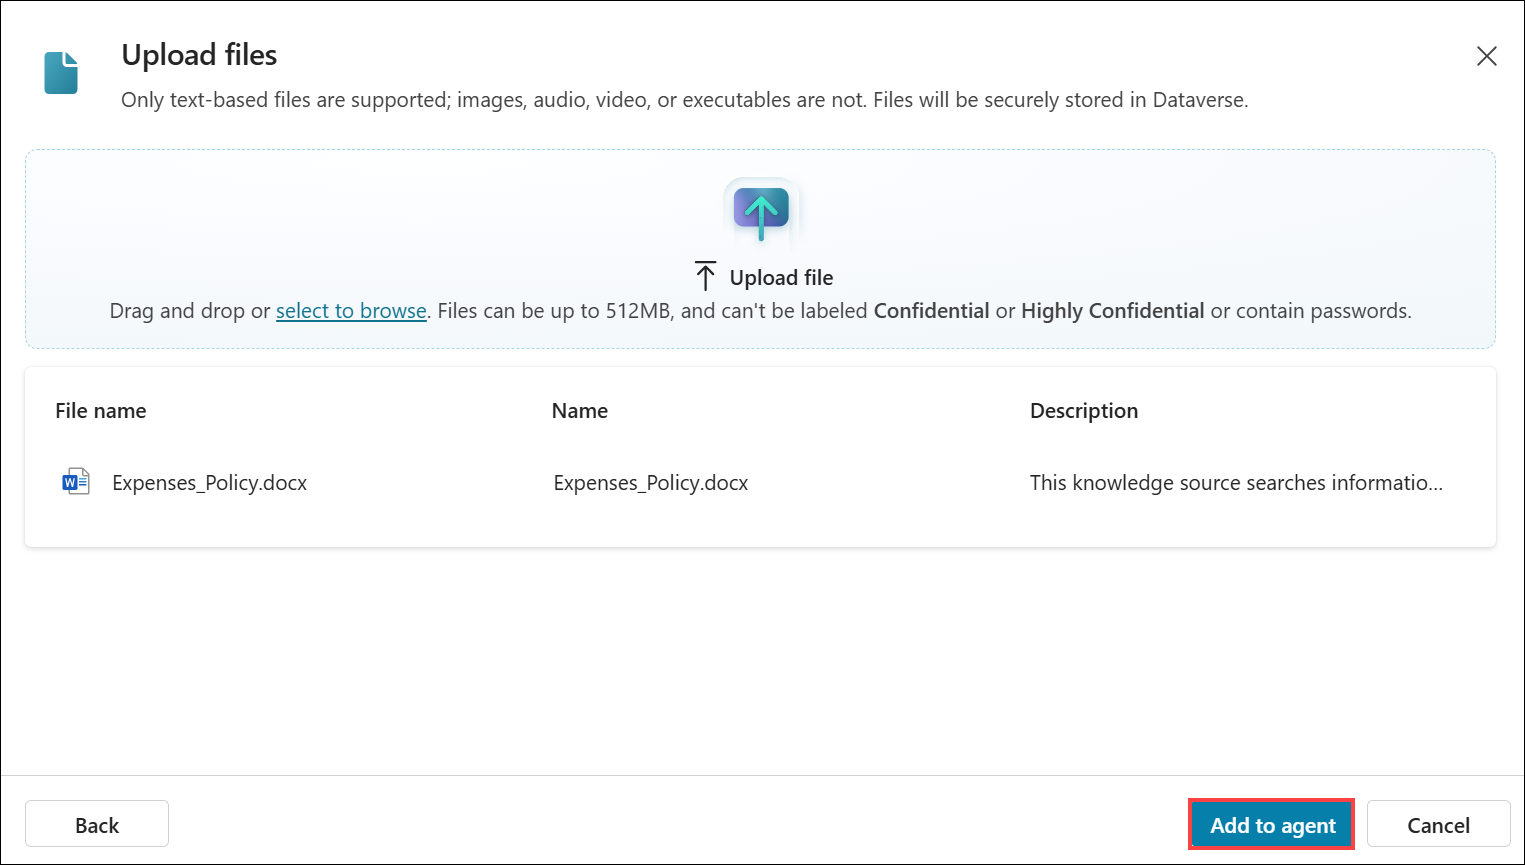 Upload files
Only text-based files are supported; images, audio, video, or executables are not. Files will be securely stored in Dataverse.
Upload file
Drag and drop or select to browse. Files can be up to 512MB, and can't be labeled Confidential or Highly Confidential or contain passwords.
File name Name Description
W Expenses_Policy.docx Expenses_Policy.docx This knowledge source searches informatio...
Back Add to agent Cancel